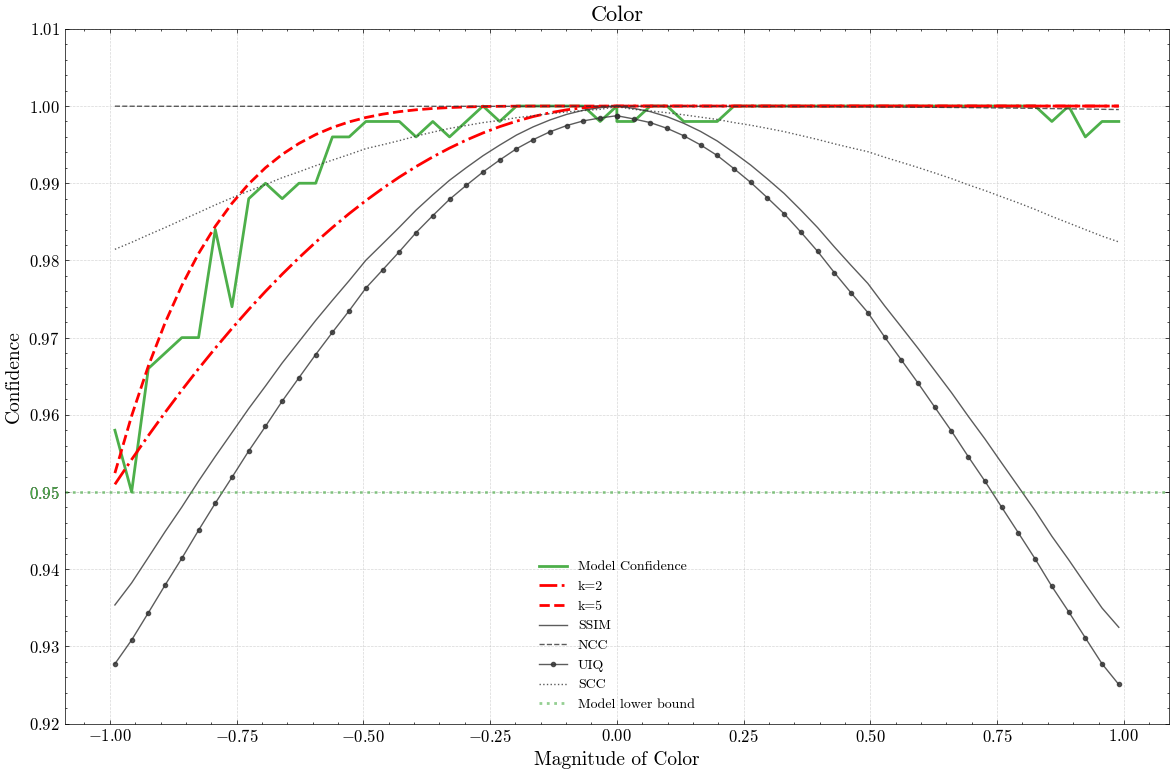 Color
1.01
1.00
0.99
0.98
0.97
0.96
0.95
0.94
0.93
0.92
Confidence
Model Confidence
k=2
k=5
SSIM
NCC
UIQ
SCC
Model lower bound
−1.00 −0.75 −0.50 −0.25 0.00 0.25 0.50 0.75 1.00
Magnitude of Color